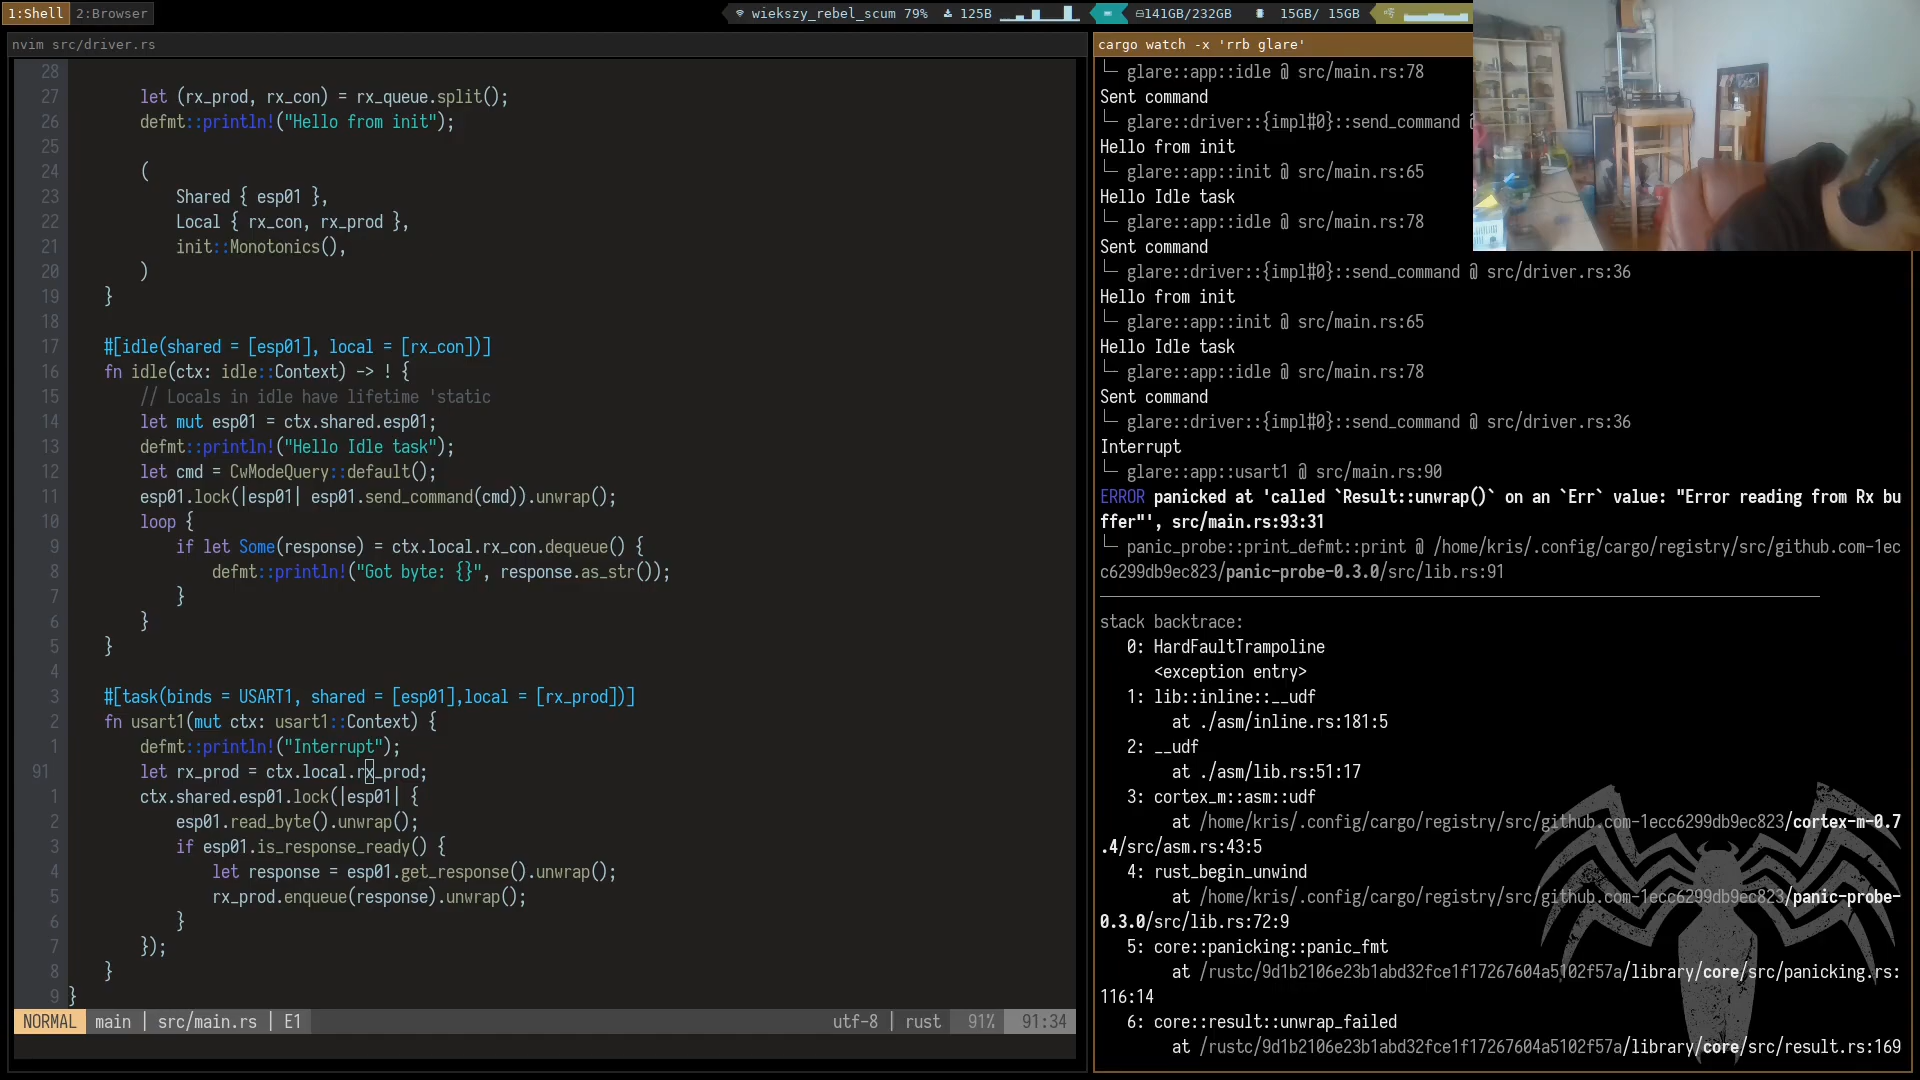 1:Shell 2:Browser
wiekszy_rebel_scum 79% 125B 141GB/232GB 15GB/ 15GB
nvim src/driver.rs
28
27 let (rx_prod, rx_con) = rx_queue.split();
26 defmt::println!("Hello from init");
25
24 (
23 Shared { esp01 },
22 Local { rx_con, rx_prod },
21 init::Monotonics(),
20 )
19 }
18
17 #[idle(shared = [esp01], local = [rx_con])]
16 fn idle(ctx: idle::Context) -> ! {
15 // Locals in idle have lifetime 'static
14 let mut esp01 = ctx.shared.esp01;
13 defmt::println!("Hello Idle task");
12 let cmd = CwModeQuery::default();
11 esp01.lock(|esp01| esp01.send_command(cmd)).unwrap();
10 loop {
9 if let Some(response) = ctx.local.rx_con.dequeue() {
8 defmt::println!("Got byte: {}", response.as_str());
7 }
6 }
5 }
4
3 #[task(binds = USART1, shared = [esp01],local = [rx_prod])]
2 fn usart1(mut ctx: usart1::Context) {
1 defmt::println!("Interrupt");
91 let rx_prod = ctx.local.rx_prod;
1 ctx.shared.esp01.lock(|esp01| {
2 esp01.read_byte().unwrap();
3 if esp01.is_response_ready() {
4 let response = esp01.get_response().unwrap();
5 rx_prod.enqueue(response).unwrap();
6 }
7 });
8 }
9 }
NORMAL main | src/main.rs | E1 utf-8 | rust 91% 91:34
cargo watch -x 'rrb glare'
└─ glare::app::idle @ src/main.rs:78
Sent command
└─ glare::driver::{impl#0}::send_command @
Hello from init
└─ glare::app::init @ src/main.rs:65
Hello Idle task
└─ glare::app::idle @ src/main.rs:78
Sent command
└─ glare::driver::{impl#0}::send_command @ src/driver.rs:36
Hello from init
└─ glare::app::init @ src/main.rs:65
Hello Idle task
└─ glare::app::idle @ src/main.rs:78
Sent command
└─ glare::driver::{impl#0}::send_command @ src/driver.rs:36
Interrupt
└─ glare::app::usart1 @ src/main.rs:90
ERROR panicked at 'called `Result::unwrap()` on an `Err` value: "Error reading from Rx bu
ffer"', src/main.rs:93:31
└─ panic_probe::print_defmt::print @ /home/kris/.config/cargo/registry/src/github.com-1ec
c6299db9ec823/panic-probe-0.3.0/src/lib.rs:91
stack backtrace:
0: HardFaultTrampoline
<exception entry>
1: lib::inline::__udf
at ./asm/inline.rs:181:5
2: __udf
at ./asm/lib.rs:51:17
3: cortex_m::asm::udf
at /home/kris/.config/cargo/registry/src/github.com-1ecc6299db9ec823/cortex-m-0.7
.4/src/asm.rs:43:5
4: rust_begin_unwind
at /home/kris/.config/cargo/registry/src/github.com-1ecc6299db9ec823/panic-probe-
0.3.0/src/lib.rs:72:9
5: core::panicking::panic_fmt
at /rustc/9d1b2106e23b1abd32fce1f17267604a5102f57a/library/core/src/panicking.rs:
116:14
6: core::result::unwrap_failed
at /rustc/9d1b2106e23b1abd32fce1f17267604a5102f57a/library/core/src/result.rs:169